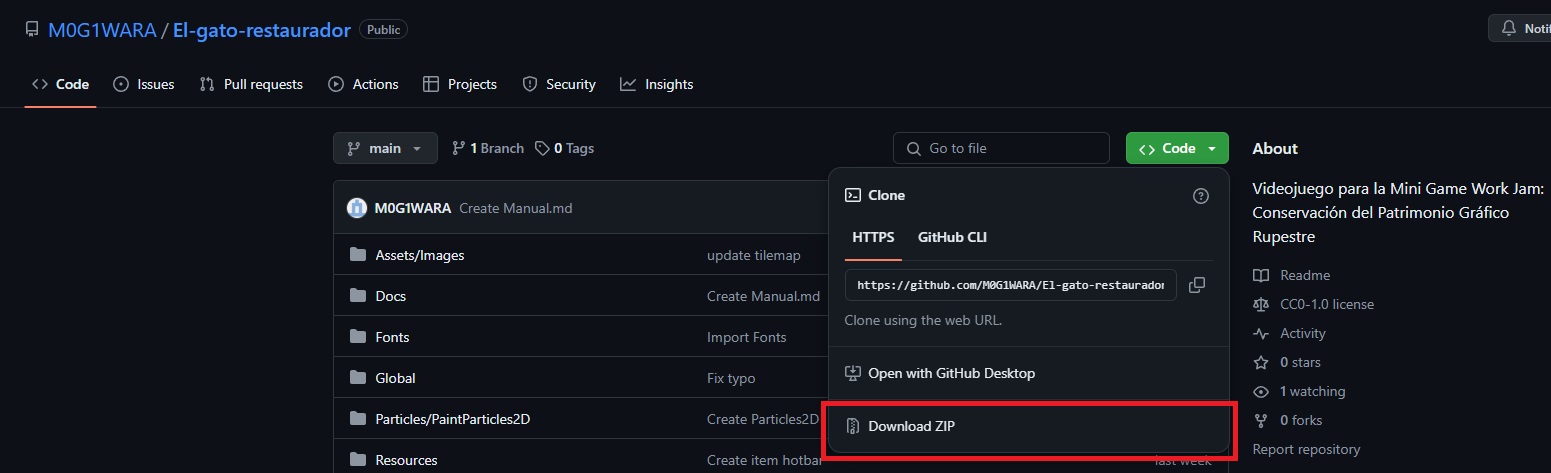 M0G1WARA / El-gato-restaurador Public
Code Issues Pull requests Actions Projects Security Insights
main 1 Branch 0 Tags
Go to file
Code
M0G1WARA Create Manual.md
Assets/Images update tilemap
Docs Create Manual.md
Fonts Import Fonts
Global Fix typo
Particles/PaintParticles2D Create Particles2D
Resources Create item hotbar last week
Clone
HTTPS GitHub CLI
https://github.com/M0G1WARA/El-gato-restaurador
Clone using the web URL.
Open with GitHub Desktop
Download ZIP
About
Videojuego para la Mini Game Work Jam:
Conservación del Patrimonio Gráfico
Rupestre
Readme
CC0-1.0 license
Activity
0 stars
1 watching
0 forks
Report repository